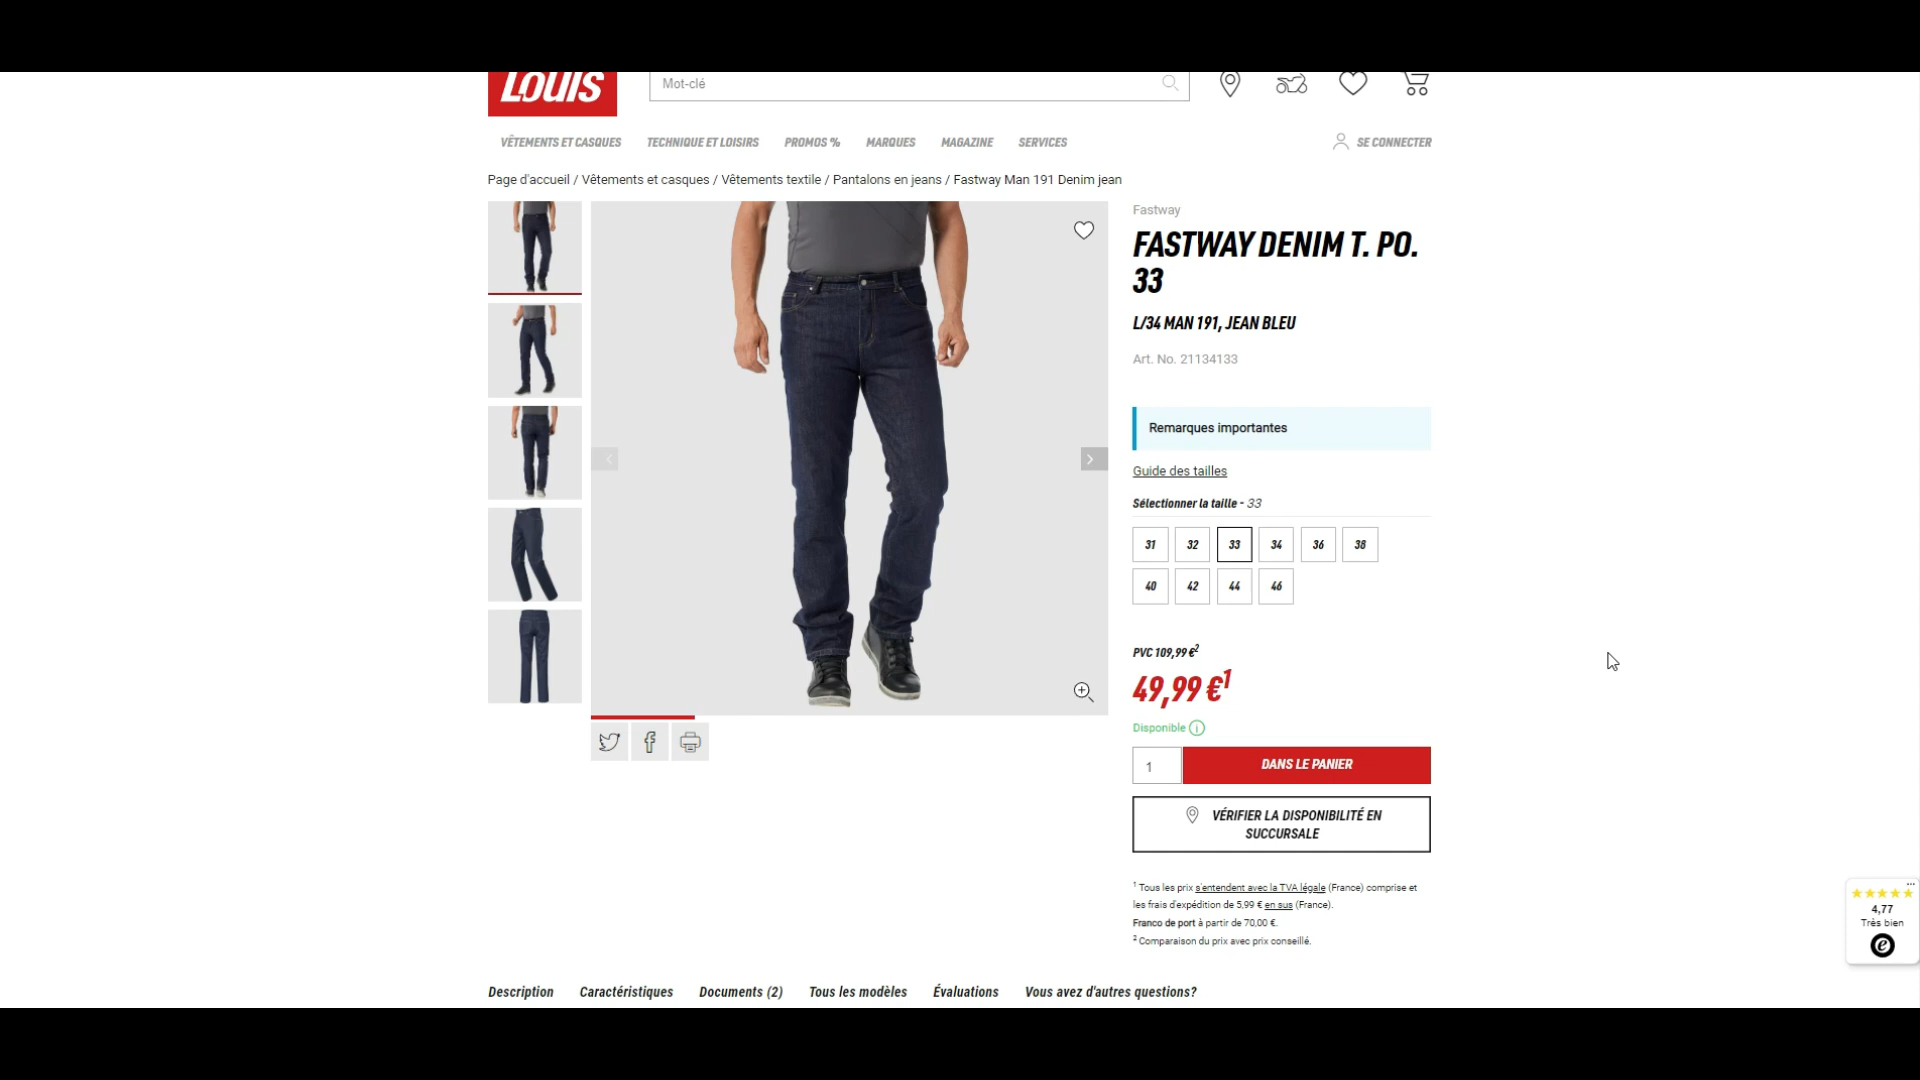 Louis
Mot-clé
VÊTEMENTS ET CASQUES TECHNIQUE ET LOISIRS PROMOS % MARQUES MAGAZINE SERVICES SE CONNECTER
Page d'accueil / Vêtements et casques / Vêtements textile / Pantalons en jeans / Fastway Man 191 Denim jean
Fastway
FASTWAY DENIM T. PO.
33
L/34 MAN 191, JEAN BLEU
Art. No. 21134133
Remarques importantes
Guide des tailles
Sélectionner la taille - 33
31 32 33 34 36 38
40 42 44 46
PVC 109,99 €2
49,99 €1
Disponible
1 DANS LE PANIER
VÉRIFIER LA DISPONIBILITÉ EN
SUCCURSALE
1 Tous les prix s'entendent avec la TVA légale (France) comprise et
les frais d'expédition de 5,99 € en sus (France).
Franco de port à partir de 70,00 €.
2 Comparaison du prix avec prix conseillé.
4,77
Très bien
Description Caractéristiques Documents (2) Tous les modèles Évaluations Vous avez d'autres questions?